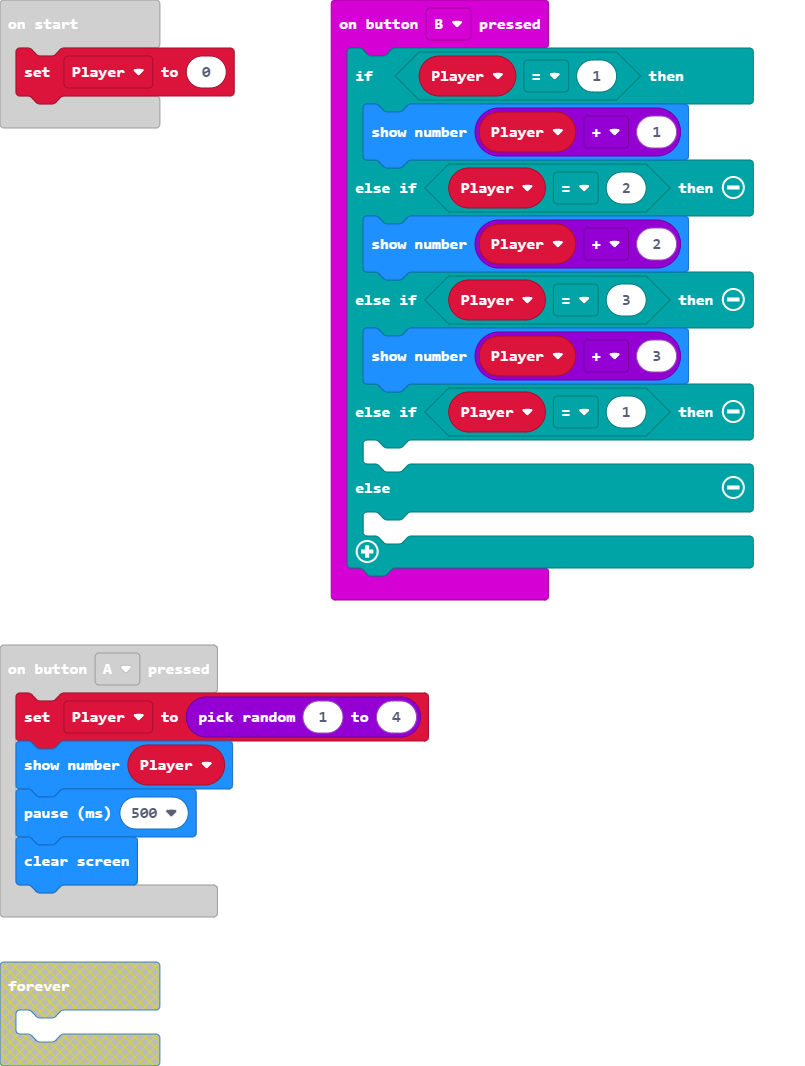 on start
set Player to 0
on button B pressed
if Player = 1 then
show number Player + 1
else if Player = 2 then
show number Player + 2
else if Player = 3 then
show number Player + 3
else if Player = 1 then
else
on button A pressed
set Player to pick random 1 to 4
show number Player
pause (ms) 500
clear screen
forever